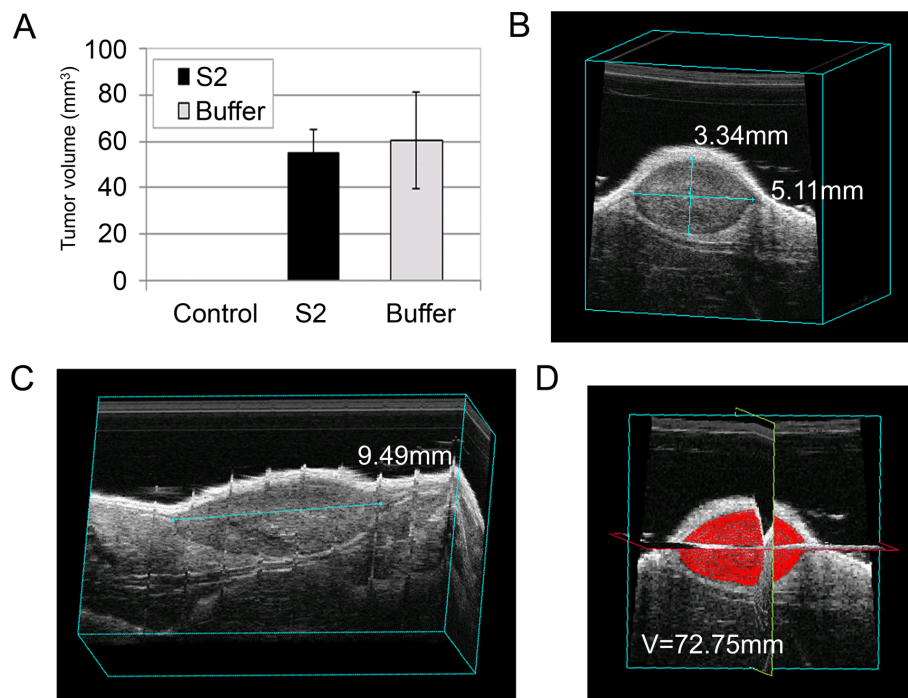 A
Tumor volume (mm³)
100
80
60
40
20
0
S2
Buffer
Control
S2
Buffer
B
3.34mm
5.11mm
C
9.49mm
D
V=72.75mm